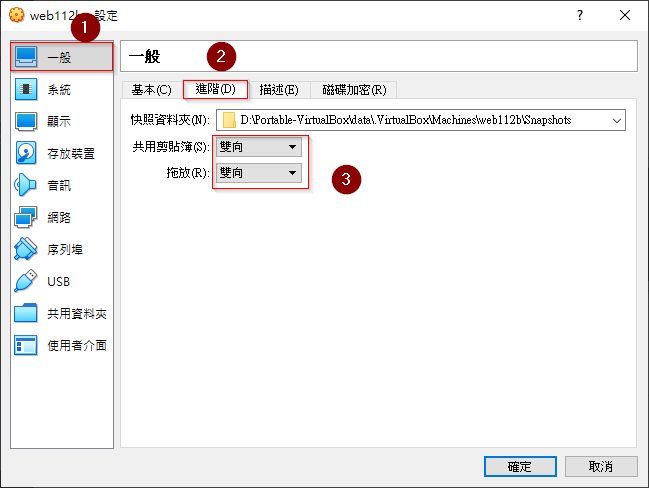 web112b - 設定
?
1
一般
系統
顯示
存放裝置
音訊
網路
序列埠
USB
共用資料夾
使用者介面
一般
2
基本(C)
進階(D)
描述(E)
磁碟加密(R)
快照資料夾(N): D:\Portable-VirtualBox\data\.VirtualBox\Machines\web112b\Snapshots
共用剪貼簿(S): 雙向
拖放(R): 雙向
3
確定
取消